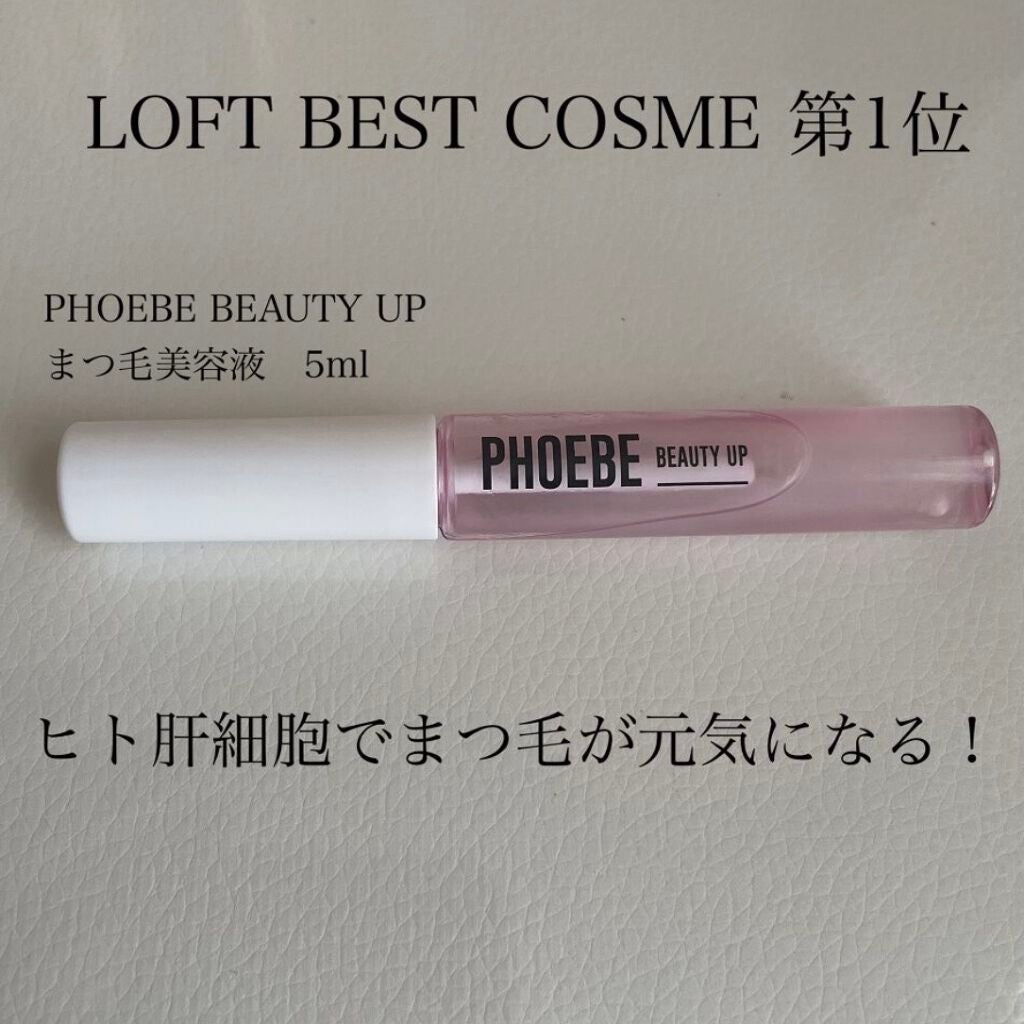 LOFT BEST COSME 第1位
PHOEBE BEAUTY UP
まつ毛美容液　5ml
PHOEBE BEAUTY UP
ヒト肝細胞でまつ毛が元気になる！